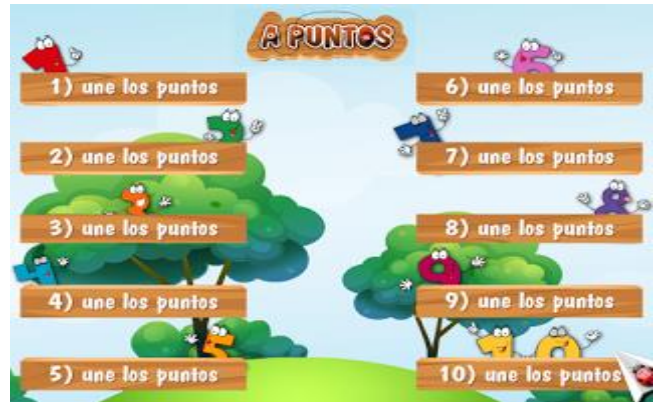 A PUNTOS
1) une los puntos
2) une los puntos
3) une los puntos
4) une los puntos
5) une los puntos
6) une los puntos
7) une los puntos
8) une los puntos
9) une los puntos
10) une los puntos